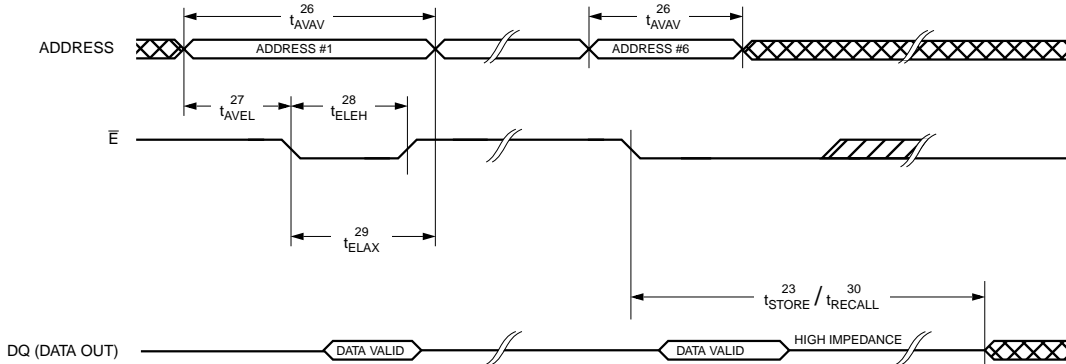 26
tAVAV
26
tAVAV
ADDRESS
ADDRESS #1
ADDRESS #6
27
tAVEL
28
tELEH
E̅
29
tELAX
23 30
tSTORE / tRECALL
DQ (DATA OUT)
DATA VALID
DATA VALID
HIGH IMPEDANCE